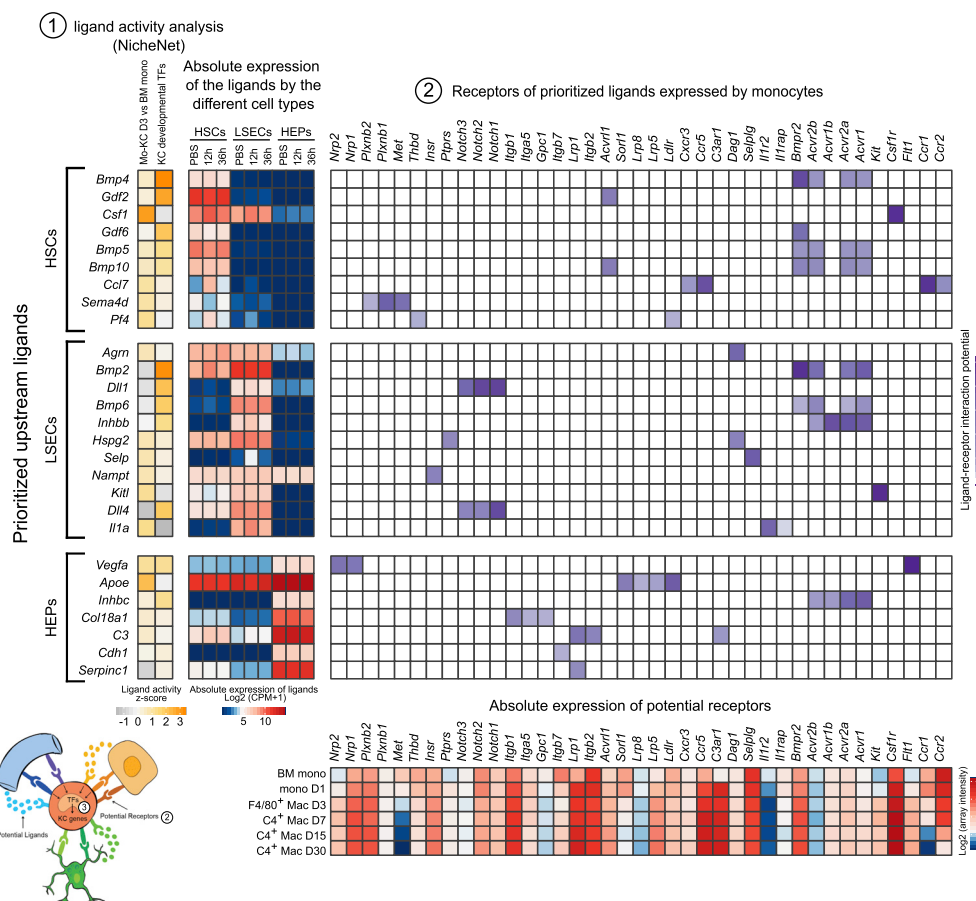 1 ligand activity analysis
(NicheNet)
Absolute expression
of the ligands by the
different cell types
2 Receptors of prioritized ligands expressed by monocytes
Mo-KC D3 vs BM mono
KC developmental TFs
HSCs LSECs HEPs
PBS 12h 36h PBS 12h 36h PBS 12h 36h
Nrp2 Nrp1 Plxnb2 Plxnb1 Met Thbd Insr Ptprs Notch3 Notch2 Notch1 Itgb1 Itga5 Gpc1 Itgb7 Lrp1 Itgb2 Acvrl1 Sorl1 Lrp8 Lrp5 Ldlr Cxcr3 Ccr5 C3ar1 Dag1 Selplg Il1r2 Il1rap Bmpr2 Acvr2b Acvr1b Acvr2a Acvr1 Kit Csf1r Flt1 Ccr1 Ccr2
Prioritized upstream ligands
HSCs
Bmp4
Gdf2
Csf1
Gdf6
Bmp5
Bmp10
Ccl7
Sema4d
Pf4
LSECs
Agrn
Bmp2
Dll1
Bmp6
Inhbb
Hspg2
Selp
Nampt
Kitl
Dll4
Il1a
HEPs
Vegfa
Apoe
Inhbc
Col18a1
C3
Cdh1
Serpinc1
Ligand-receptor interaction potential
Ligand activity
z-score
-1 0 1 2 3
Absolute expression of ligands
Log2 (CPM+1)
5 10
Absolute expression of potential receptors
Nrp2 Nrp1 Plxnb2 Met Thbd Insr Ptprs Notch3 Notch2 Notch1 Itgb1 Itga5 Gpc1 Itgb7 Lrp1 Itgb2 Acvrl1 Sorl1 Lrp8 Lrp5 Ldlr Cxcr3 Ccr5 C3ar1 Dag1 Selplg Il1r2 Il1rap Bmpr2 Acvr2b Acvr1b Acvr2a Acvr1 Kit Csf1r Flt1 Ccr1 Ccr2
BM mono
mono D1
F4/80+ Mac D3
C4+ Mac D7
C4+ Mac D15
C4+ Mac D30
Log2 (array intensity)
TFs
3
KC genes
Potential Ligands
Potential Receptors 2